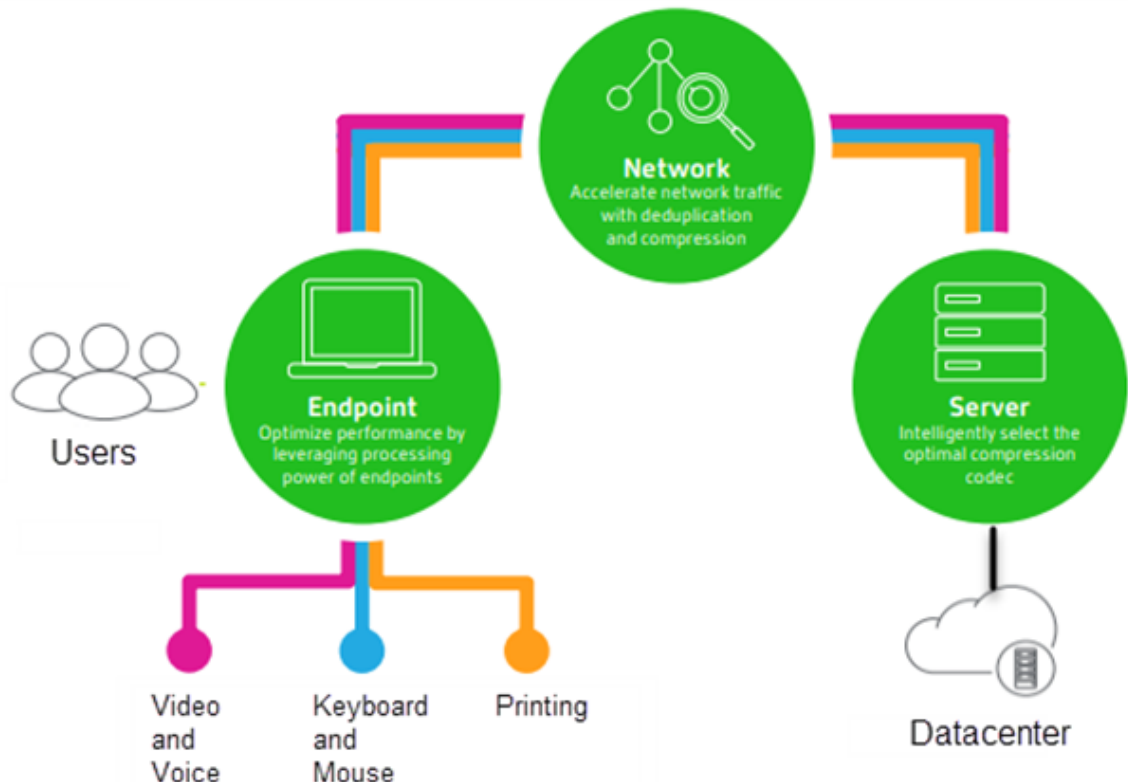 Network
Accelerate network traffic
with deduplication
and compression
Endpoint
Optimize performance by
leveraging processing
power of endpoints
Server
Intelligently select the
optimal compression
codec
Users
Video
and
Voice
Keyboard
and
Mouse
Printing
Datacenter